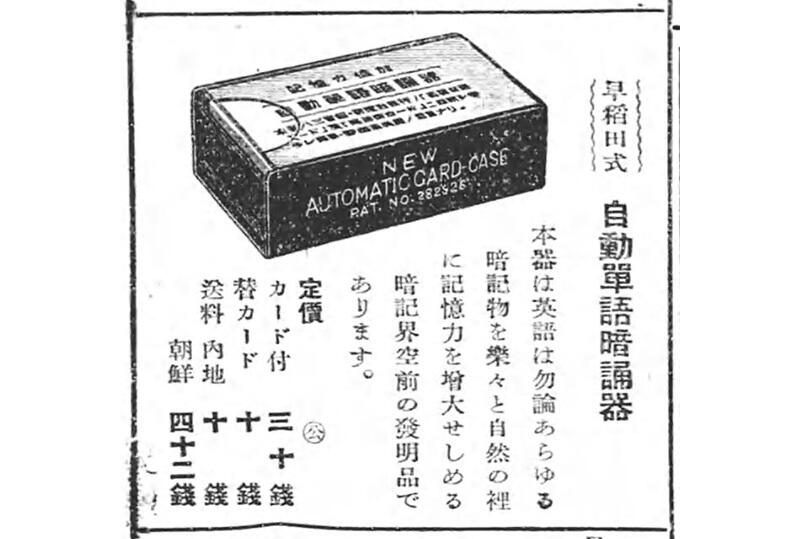 早稲田式
自動單語暗誦器
本器は英語は勿論あらゆる
暗記物を樂々と自然の裡
に記憶力を增大せしめる
暗記界空前の發明品で
あります。
定價 ㊗
カード付 三十錢
替カード 十錢
送料 內地 十錢
朝鮮 四十二錢
NEW
AUTOMATIC CARD-CASE
PAT. NO. 282926